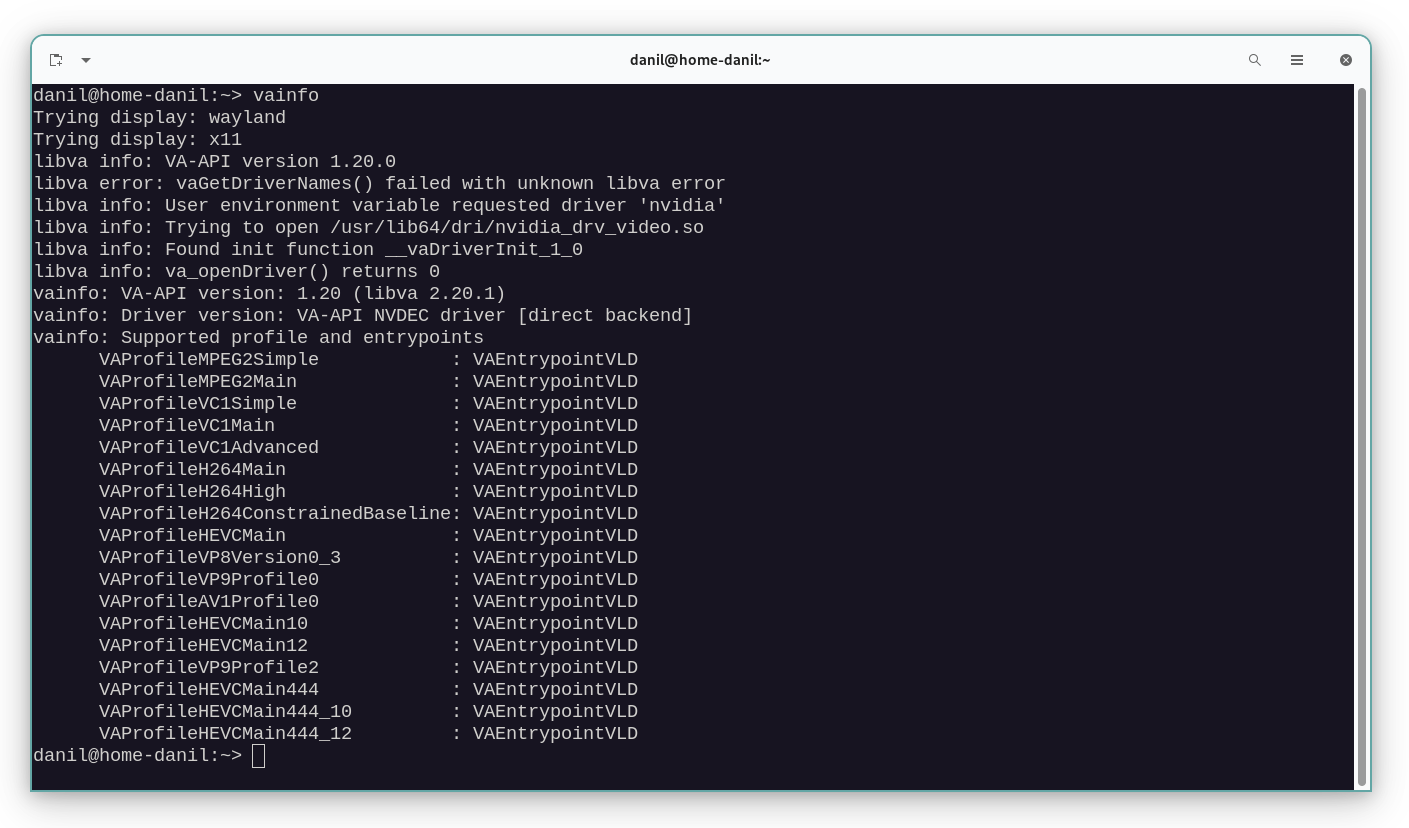 danil@home-danil:~
danil@home-danil:~> vainfo
Trying display: wayland
Trying display: x11
libva info: VA-API version 1.20.0
libva error: vaGetDriverNames() failed with unknown libva error
libva info: User environment variable requested driver 'nvidia'
libva info: Trying to open /usr/lib64/dri/nvidia_drv_video.so
libva info: Found init function __vaDriverInit_1_0
libva info: va_openDriver() returns 0
vainfo: VA-API version: 1.20 (libva 2.20.1)
vainfo: Driver version: VA-API NVDEC driver [direct backend]
vainfo: Supported profile and entrypoints
      VAProfileMPEG2Simple            : VAEntrypointVLD
      VAProfileMPEG2Main              : VAEntrypointVLD
      VAProfileVC1Simple              : VAEntrypointVLD
      VAProfileVC1Main                : VAEntrypointVLD
      VAProfileVC1Advanced            : VAEntrypointVLD
      VAProfileH264Main               : VAEntrypointVLD
      VAProfileH264High               : VAEntrypointVLD
      VAProfileH264ConstrainedBaseline: VAEntrypointVLD
      VAProfileHEVCMain               : VAEntrypointVLD
      VAProfileVP8Version0_3          : VAEntrypointVLD
      VAProfileVP9Profile0            : VAEntrypointVLD
      VAProfileAV1Profile0            : VAEntrypointVLD
      VAProfileHEVCMain10             : VAEntrypointVLD
      VAProfileHEVCMain12             : VAEntrypointVLD
      VAProfileVP9Profile2            : VAEntrypointVLD
      VAProfileHEVCMain444            : VAEntrypointVLD
      VAProfileHEVCMain444_10         : VAEntrypointVLD
      VAProfileHEVCMain444_12         : VAEntrypointVLD
danil@home-danil:~>